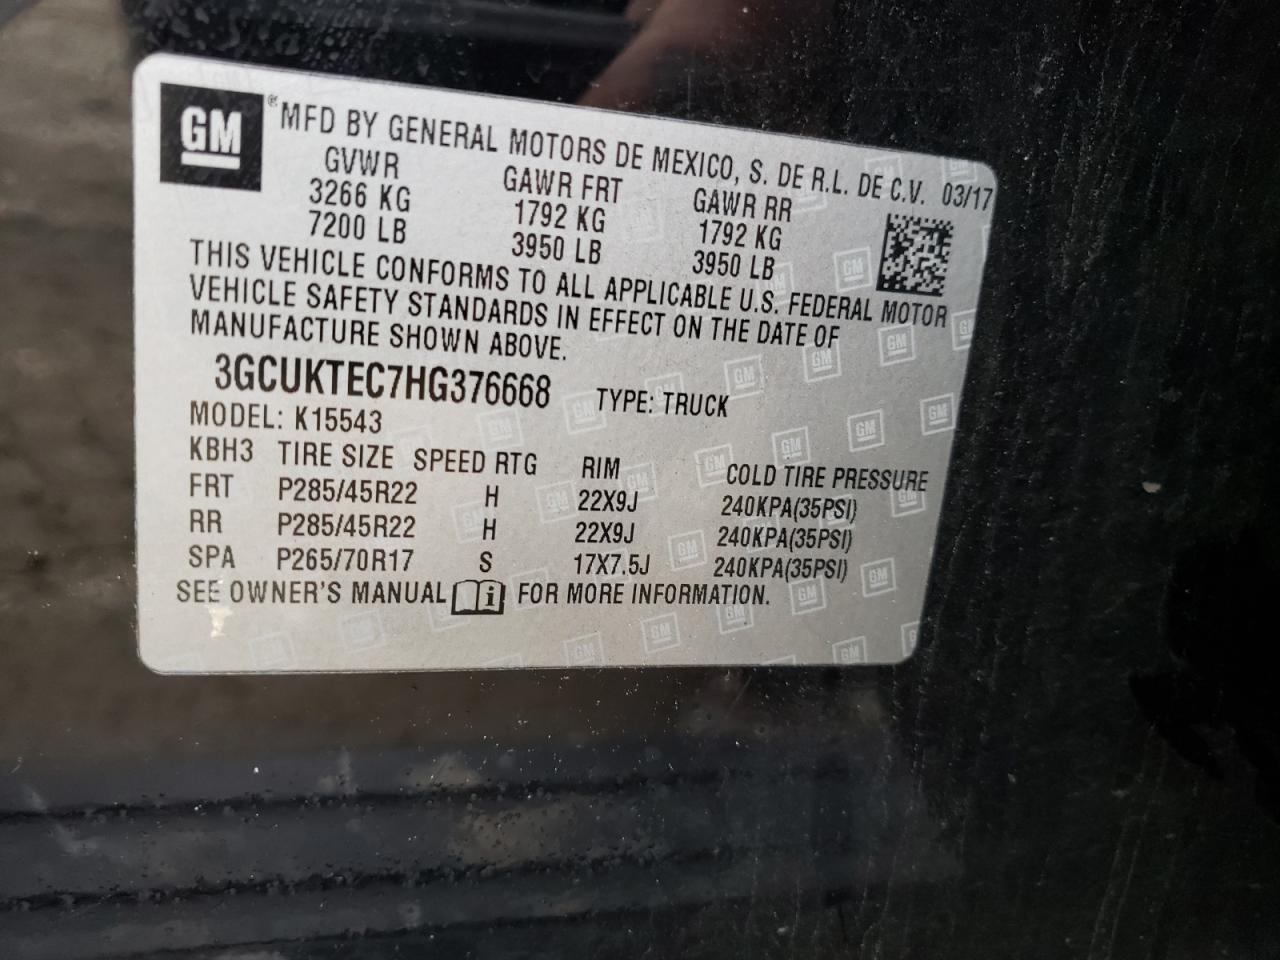 GM ® MFD BY GENERAL MOTORS DE MEXICO, S. DE R.L. DE C.V. 03/17
GVWR GAWR FRT GAWR RR
3266 KG 1792 KG 1792 KG
7200 LB 3950 LB 3950 LB
THIS VEHICLE CONFORMS TO ALL APPLICABLE U.S. FEDERAL MOTOR
VEHICLE SAFETY STANDARDS IN EFFECT ON THE DATE OF
MANUFACTURE SHOWN ABOVE.
3GCUKTEC7HG376668 TYPE: TRUCK
MODEL: K15543
KBH3 TIRE SIZE SPEED RTG RIM COLD TIRE PRESSURE
FRT P285/45R22 H 22X9J 240KPA(35PSI)
RR P285/45R22 H 22X9J 240KPA(35PSI)
SPA P265/70R17 S 17X7.5J 240KPA(35PSI)
SEE OWNER'S MANUAL i FOR MORE INFORMATION.